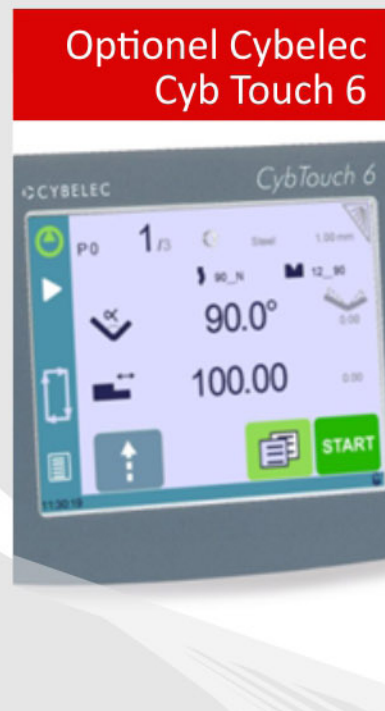 Optionel Cybelec
Cyb Touch 6
CYBELEC
CybTouch 6
P0 1/3 Steel 1.00 mm
90_N 12_90
90.0° 0.00
100.00 0.00
START
11:30:19